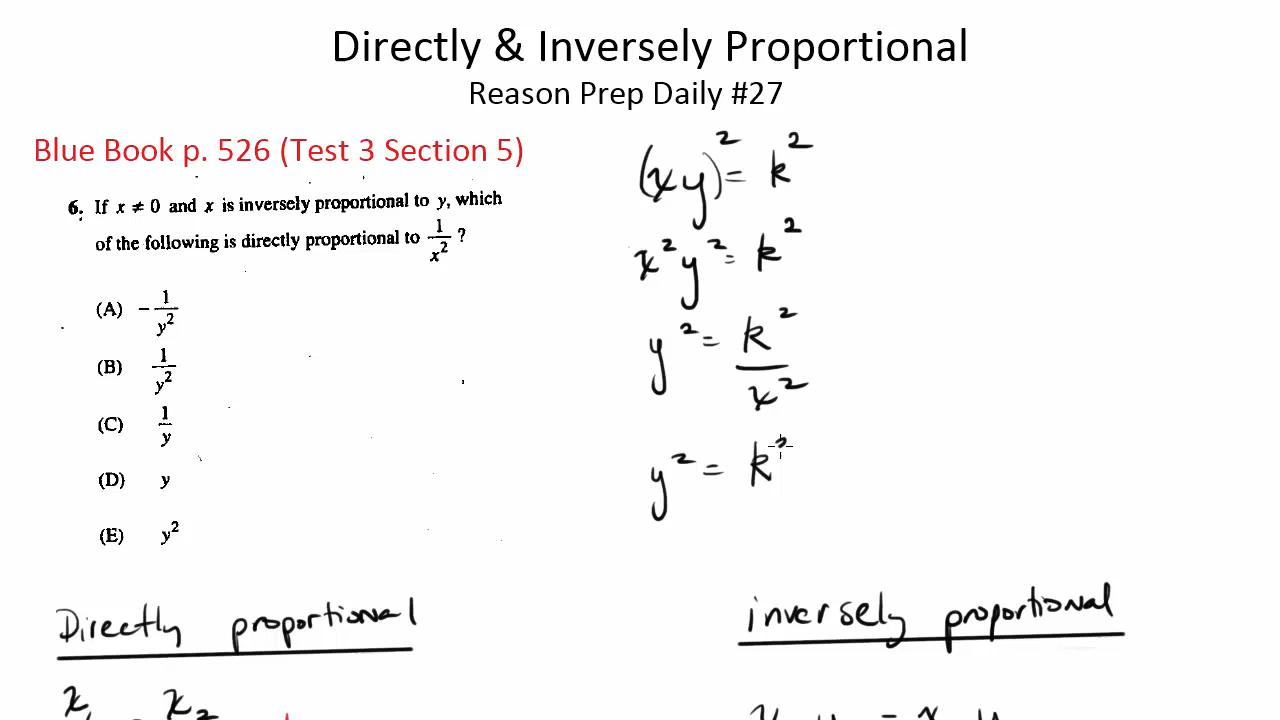 Directly & Inversely Proportional
Reason Prep Daily #27
Blue Book p. 526 (Test 3 Section 5)
6. If x ≠ 0 and x is inversely proportional to y, which
of the following is directly proportional to 1/x² ?
(A) - 1/y²
(B) 1/y²
(C) 1/y
(D) y
(E) y²
(xy)² = k²
x²y² = k²
y² = k²/x²
y² = k²
Directly proportional
inversely proportional